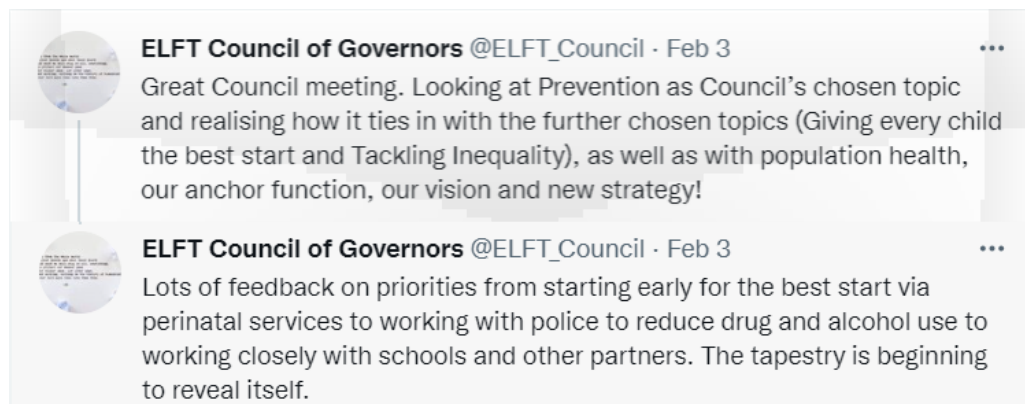 ELFT Council of Governors @ELFT_Council · Feb 3
Great Council meeting. Looking at Prevention as Council’s chosen topic
and realising how it ties in with the further chosen topics (Giving every child
the best start and Tackling Inequality), as well as with population health,
our anchor function, our vision and new strategy!
ELFT Council of Governors @ELFT_Council · Feb 3
Lots of feedback on priorities from starting early for the best start via
perinatal services to working with police to reduce drug and alcohol use to
working closely with schools and other partners. The tapestry is beginning
to reveal itself.